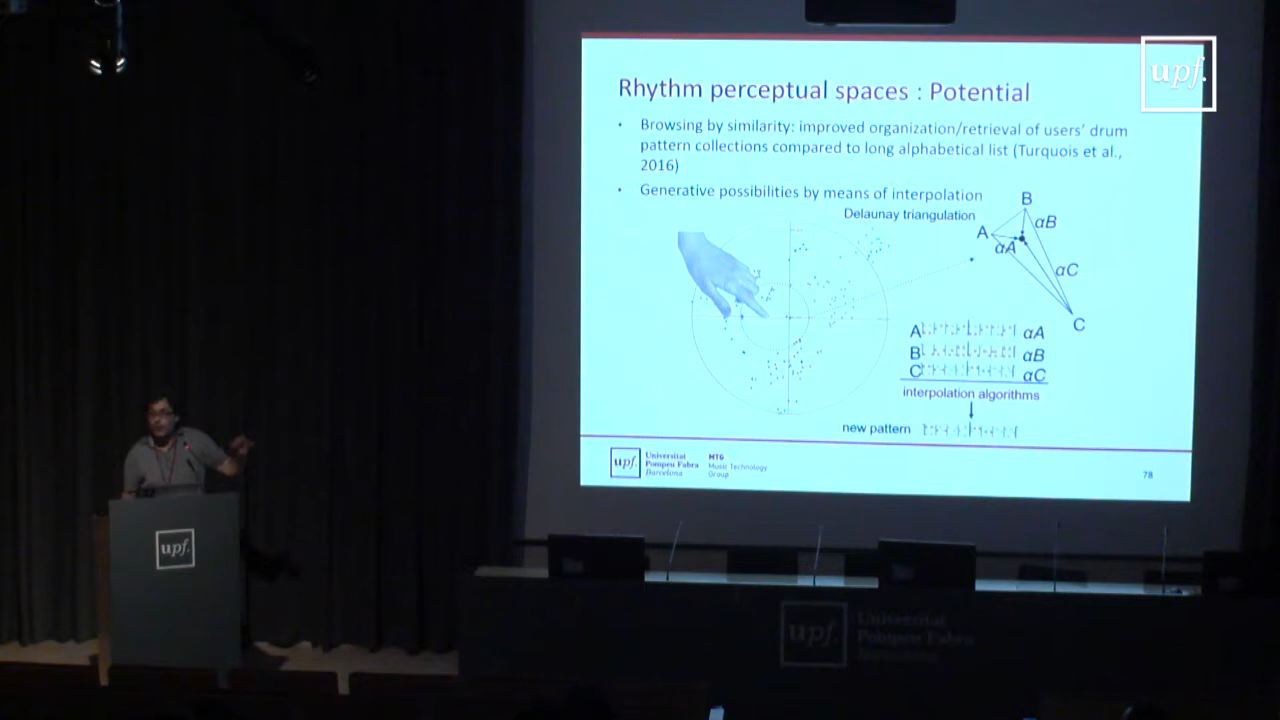 upf.
Rhythm perceptual spaces : Potential
• Browsing by similarity: improved organization/retrieval of users' drum
pattern collections compared to long alphabetical list (Turquois et al.,
2016)
• Generative possibilities by means of interpolation
Delaunay triangulation
B
A
αB
αA
αC
C
A αA
B αB
C αC
interpolation algorithms
new pattern
upf.
Universitat
Pompeu Fabra
Barcelona
MTG
Music Technology
Group
78
upf.
upf.
Universitat
Pompeu Fabra
Barcelona